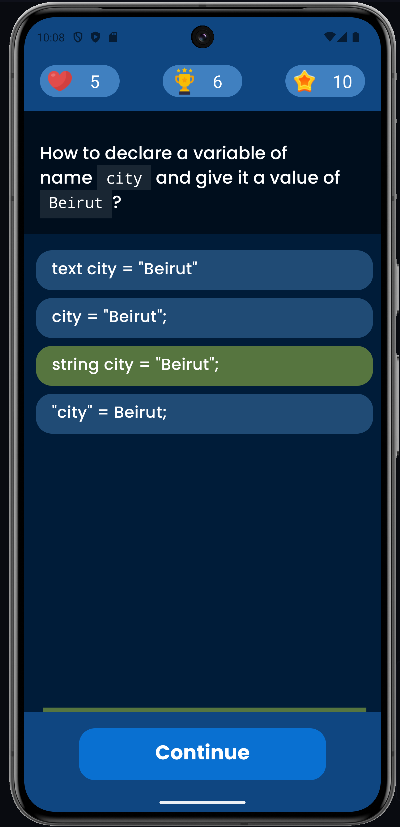 10:08
5
6
10
How to declare a variable of
name city and give it a value of
Beirut ?
text city = "Beirut"
city = "Beirut";
string city = "Beirut";
"city" = Beirut;
Continue